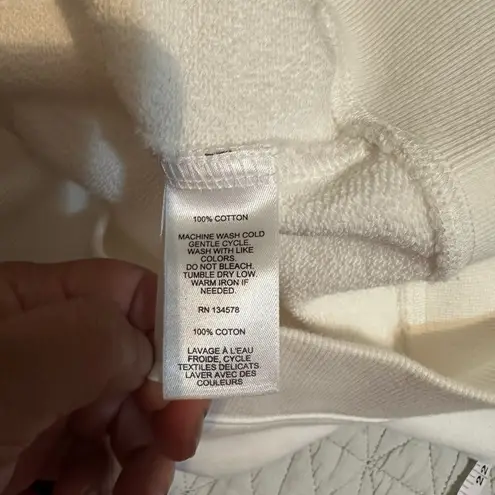 100% COTTON
MACHINE WASH COLD
GENTLE CYCLE.
WASH WITH LIKE
COLORS.
DO NOT BLEACH.
TUMBLE DRY LOW.
WARM IRON IF
NEEDED.
RN 134578
100% COTON
LAVAGE À L'EAU
FROIDE, CYCLE
TEXTILES DELICATS.
LAVER AVEC DES
COULEURS